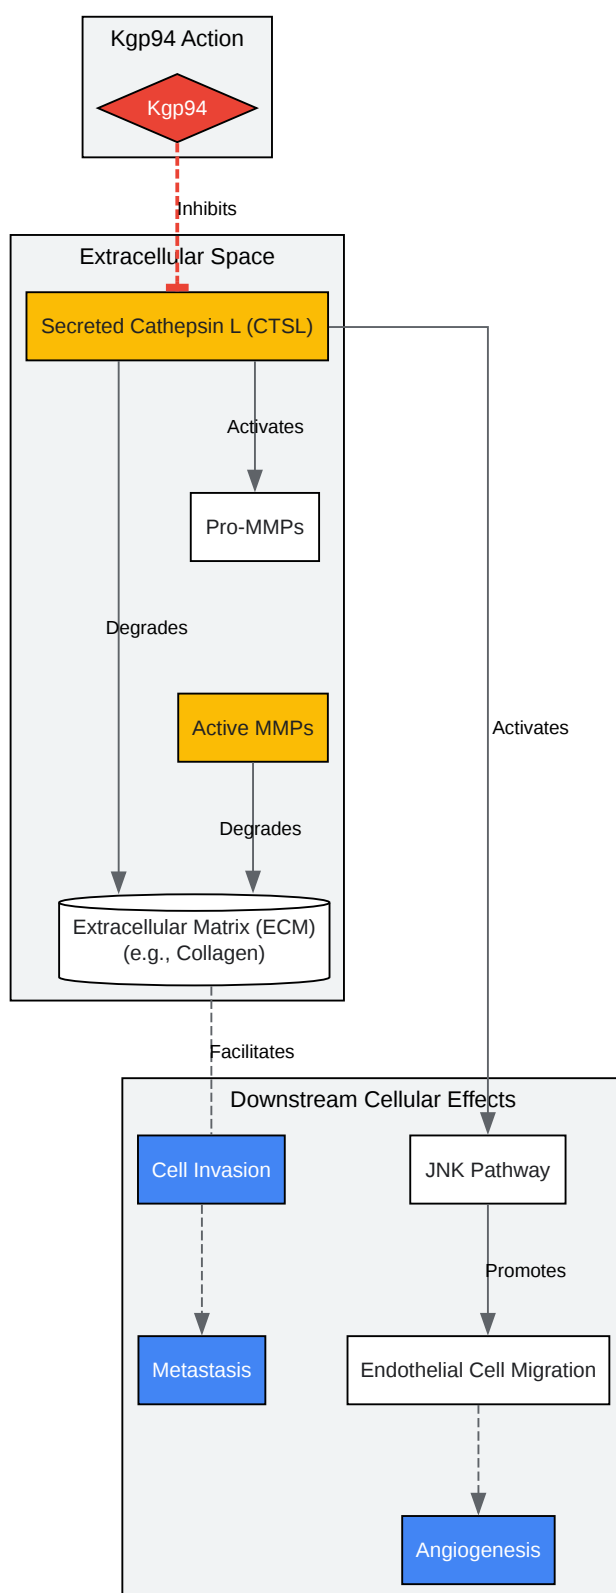 Kgp94 Action
Kgp94
Inhibits
Extracellular Space
Secreted Cathepsin L (CTSL)
Activates
Pro-MMPs
Degrades
Active MMPs
Activates
Degrades
Extracellular Matrix (ECM)
(e.g., Collagen)
Facilitates
Downstream Cellular Effects
Cell Invasion
JNK Pathway
Promotes
Metastasis
Endothelial Cell Migration
Angiogenesis